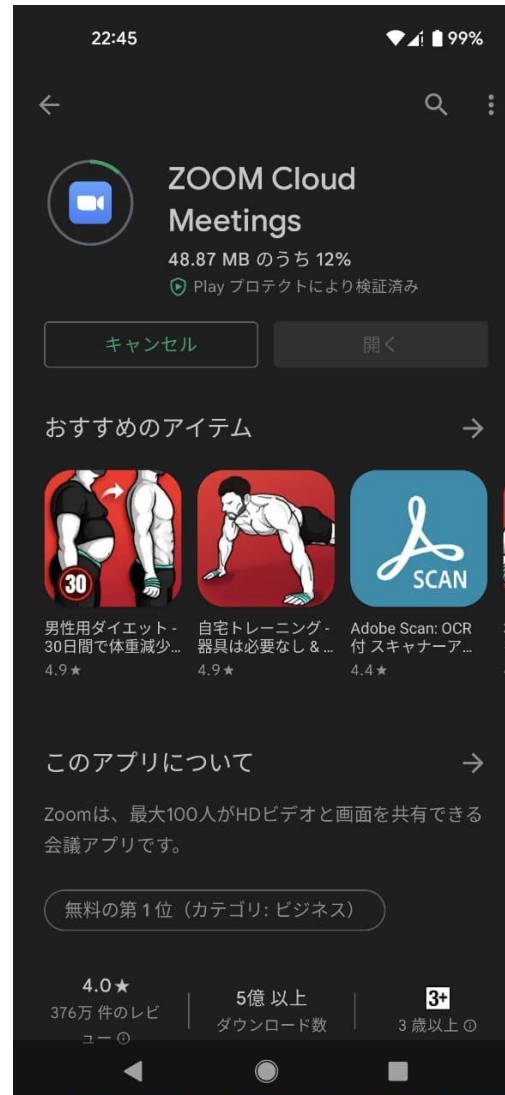 22:45
99%
ZOOM Cloud
Meetings
48.87 MB のうち 12%
Play プロテクトにより検証済み
キャンセル
開く
おすすめのアイテム
30
SCAN
男性用ダイエット -
30日間で体重減少...
4.9★
自宅トレーニング -
器具は必要なし & ...
4.9★
Adobe Scan: OCR
付 スキャナーア...
4.4★
このアプリについて
Zoomは、最大100人がHDビデオと画面を共有できる
会議アプリです。
無料の第 1 位（カテゴリ: ビジネス）
4.0★
376万 件のレビ
ュー
5億 以上
ダウンロード数
3+
3 歳以上